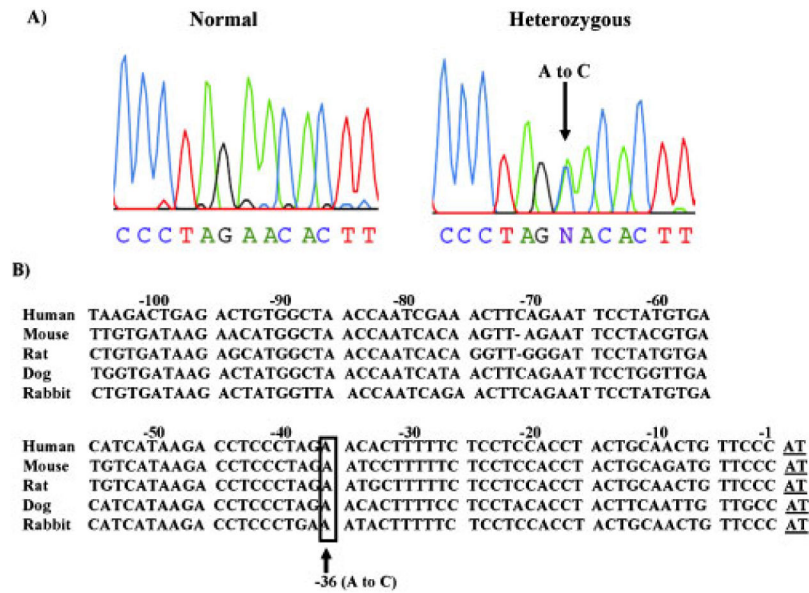 A)
Normal
Heterozygous
A to C
CCCTAGAACACTT
CCCTAGNACACTT
B)
-100 -90 -80 -70 -60
Human TAAGACTGAG ACTGTGGCTA ACCAATCGAA ACTTCAGAAT TCCTATGTGA
Mouse TTGTGATAAG AACATGGCTA ACCAATCACA AGTT- AGAAT TCCTACGTGA
Rat CTGTGATAAG AGCATGGCTA ACCAATCACA GGTT-GGGAT TCCTATGTGA
Dog TGGTGATAAG ACTATGGCTA ACCAATCATA ACTTCAGAAT TCCTGGTTGA
Rabbit CTGTGATAAG ACTATGGTTA ACCAATCAGA ACTTCAGAAT TCCTATGTGA
-50 -40 -30 -20 -10 -1
Human CATCATAAGA CCTCCCTAGA ACACTTTTTC TCCTCCACCT ACTGCAACTG TTCCC AT
Mouse TGTCATAAGA CCTCCCTAGA ATCCTTTTTC TCCTCCACCT ACTGCAGATG TTCCC AT
Rat TGTCATAAGA CCTCCCTAGA ATGCTTTTTC TCCTCCACCT ACTGCAACTG TTCCC AT
Dog CATCATAAGA CCTCCCTAGA ACACTTTTCC TCCTACACCT ACTTCAATTG TTGCC AT
Rabbit CATCATAAGA CCTCCCTGAA ATACTTTTTC TCCTCCACCT ACTGCAACTG TTCCC AT
-36 (A to C)